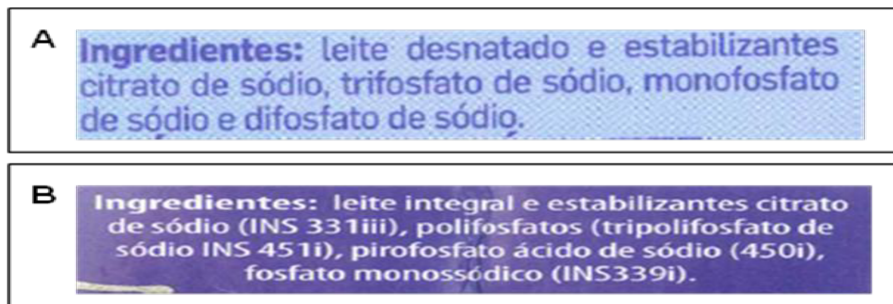 A
Ingredientes: leite desnatado e estabilizantes
citrato de sódio, trifosfato de sódio, monofosfato
de sódio e difosfato de sódio.
B
Ingredientes: leite integral e estabilizantes citrato
de sódio (INS 331iii), polifosfatos (tripolifosfato de
sódio INS 451i), pirofosfato ácido de sódio (450i),
fosfato monossódico (INS339i).